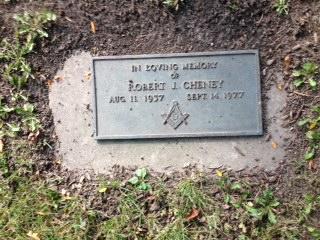 IN LOVING MEMORY
OF
ROBERT J. CHENEY
AUG. 11 1937 SEPT. 14 1977